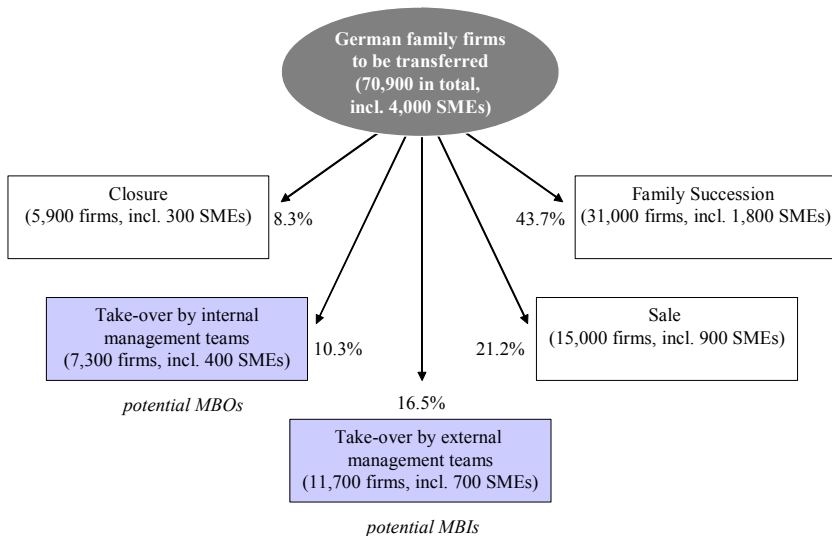 German family firms
to be transferred
(70,900 in total,
incl. 4,000 SMEs)
Closure
(5,900 firms, incl. 300 SMEs)
8.3%
43.7%
Family Succession
(31,000 firms, incl. 1,800 SMEs)
Take-over by internal
management teams
(7,300 firms, incl. 400 SMEs)
10.3%
21.2%
Sale
(15,000 firms, incl. 900 SMEs)
potential MBOs
16.5%
Take-over by external
management teams
(11,700 firms, incl. 700 SMEs)
potential MBIs